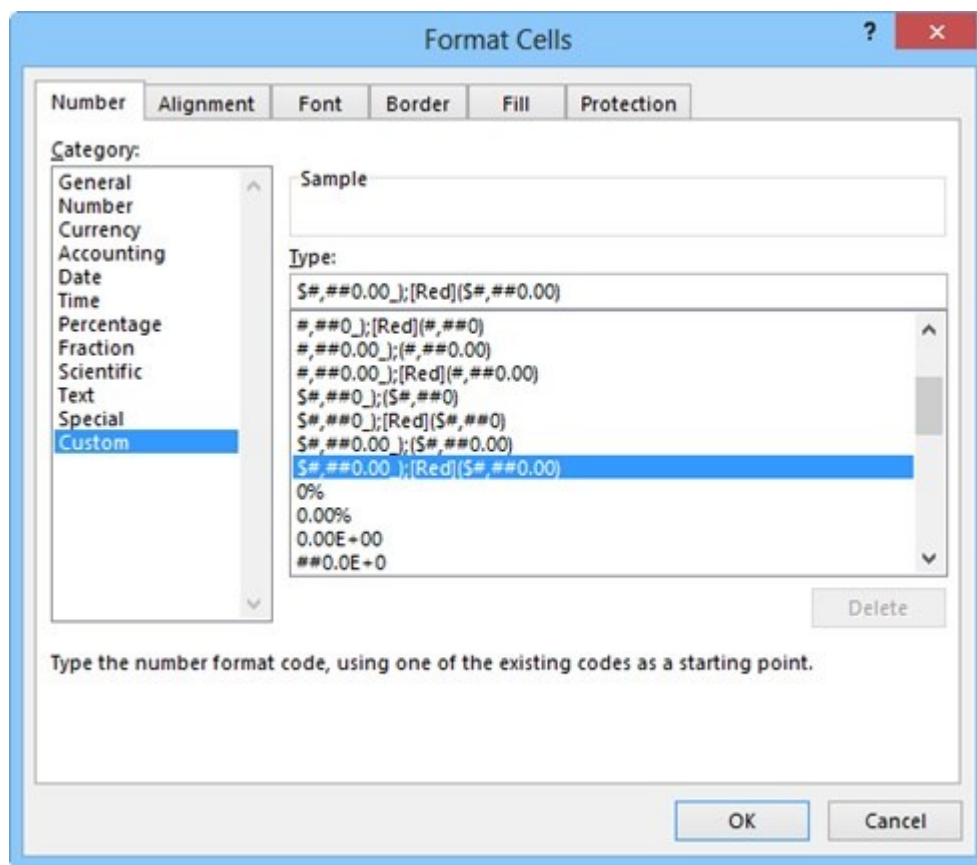 Format Cells
?
×
Number Alignment Font Border Fill Protection
Category:
General
Number
Currency
Accounting
Date
Time
Percentage
Fraction
Scientific
Text
Special
Custom
Sample
Type:
$#,##0.00_);[Red]($#,##0.00)
#,##0_);[Red](#,##0)
#,##0.00_);(#,##0.00)
#,##0.00_);[Red](#,##0.00)
$#,##0_);($#,##0)
$#,##0_);[Red]($#,##0)
$#,##0.00_);($#,##0.00)
$#,##0.00_);[Red]($#,##0.00)
0%
0.00%
0.00E+00
##0.0E+0
Delete
Type the number format code, using one of the existing codes as a starting point.
OK Cancel